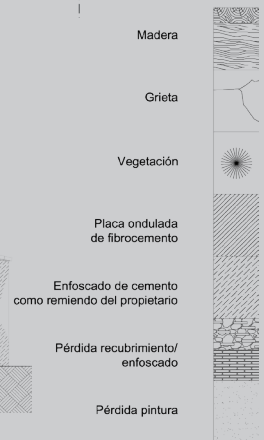 Madera
Grieta
Vegetación
Placa ondulada
de fibrocemento
Enfoscado de cemento
como remiendo del propietario
Pérdida recubrimiento/
enfoscado
Pérdida pintura